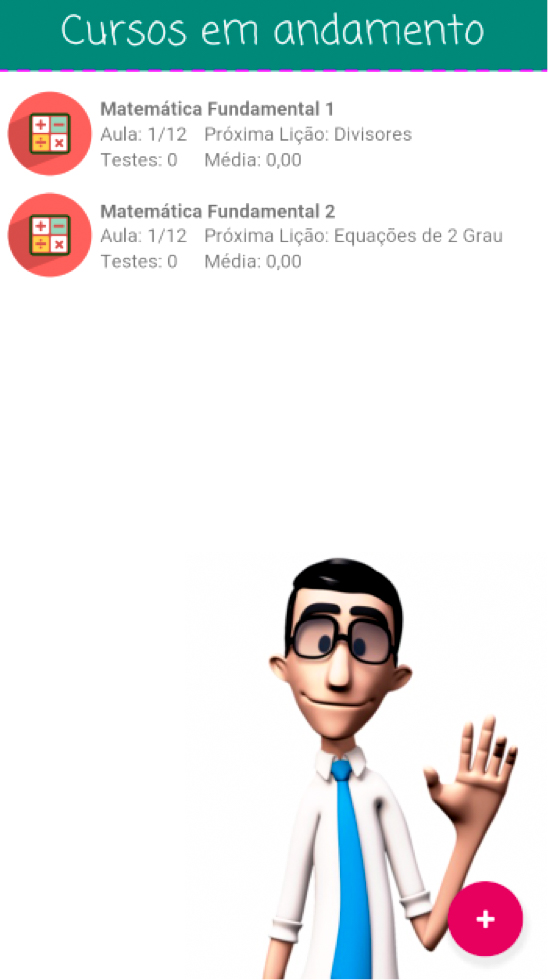 Cursos em andamento
Matemática Fundamental 1
Aula: 1/12 Próxima Lição: Divisores
Testes: 0 Média: 0,00
Matemática Fundamental 2
Aula: 1/12 Próxima Lição: Equações de 2 Grau
Testes: 0 Média: 0,00